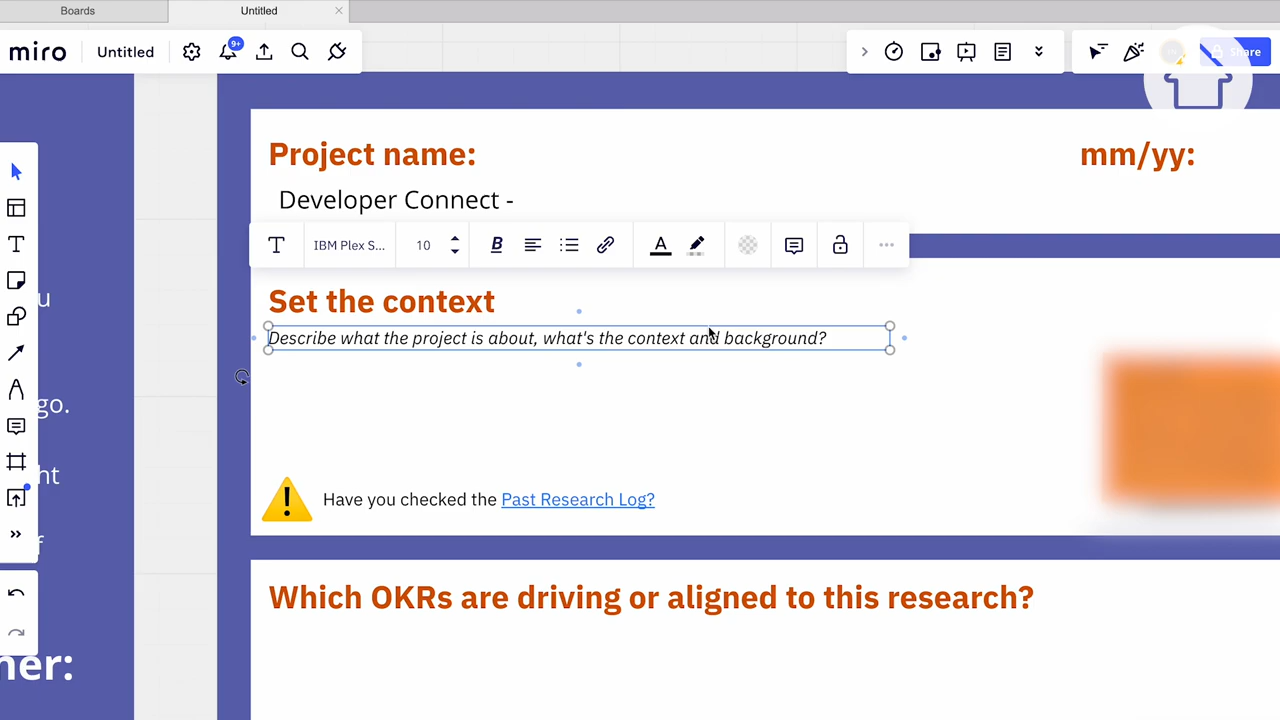 Boards
Untitled
miro
Untitled
9+
Share
Project name:
mm/yy:
Developer Connect -
IBM Plex S...
10
B
A
Set the context
Describe what the project is about, what's the context and background?
u
go.
ht
f
ner:
Have you checked the Past Research Log?
Which OKRs are driving or aligned to this research?